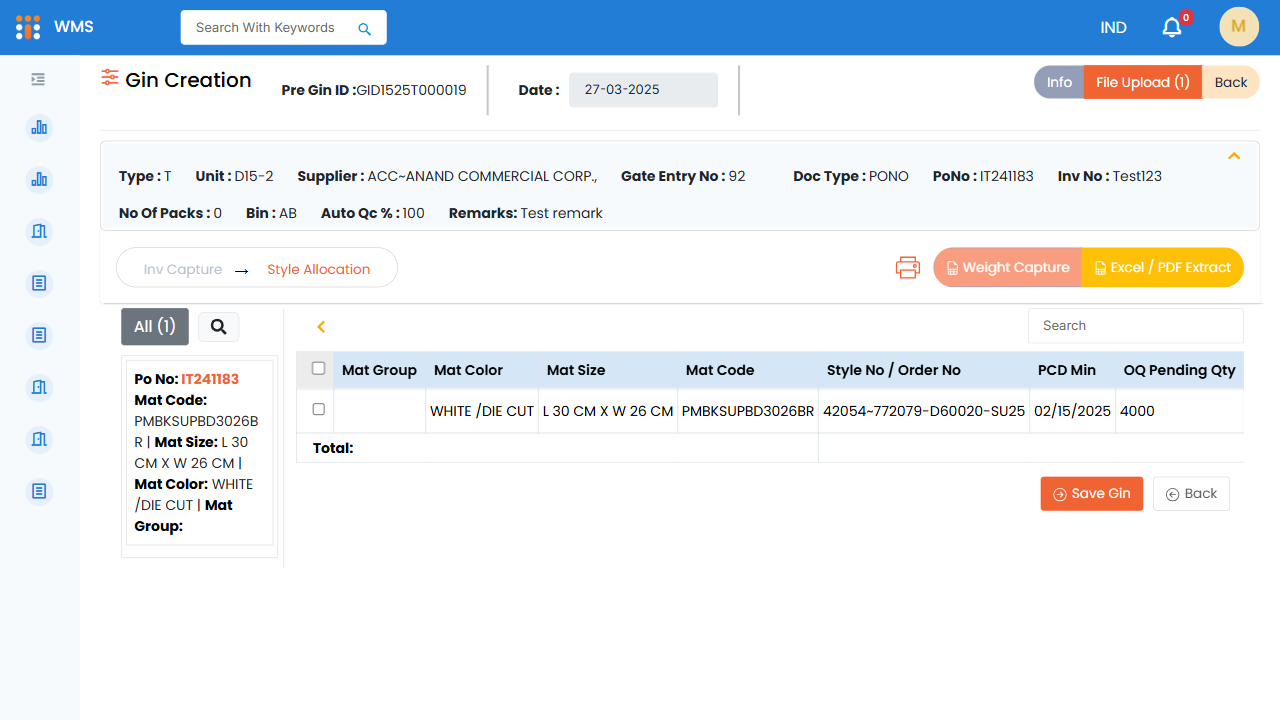 WMS
Search With Keywords
IND
0
M
Gin Creation
Pre Gin ID :GID1525T000019
Date :
27-03-2025
Info
File Upload (1)
Back
Type : T
Unit : D15-2
Supplier : ACC~ANAND COMMERCIAL CORP.,
Gate Entry No : 92
Doc Type : PONO
PoNo : IT241183
Inv No : Test123
No Of Packs : 0
Bin : AB
Auto Qc % : 100
Remarks: Test remark
Inv Capture → Style Allocation
Weight Capture
Excel / PDF Extract
All (1)
Po No: IT241183
Mat Code:
PMBKSUPBD3026B
R | Mat Size: L 30
CM X W 26 CM |
Mat Color: WHITE
/DIE CUT | Mat
Group:
Search
Mat Group Mat Color Mat Size Mat Code Style No / Order No PCD Min OQ Pending Qty
WHITE /DIE CUT L 30 CM X W 26 CM PMBKSUPBD3026BR 42054~772079-D60020-SU25 02/15/2025 4000
Total:
Save Gin
Back